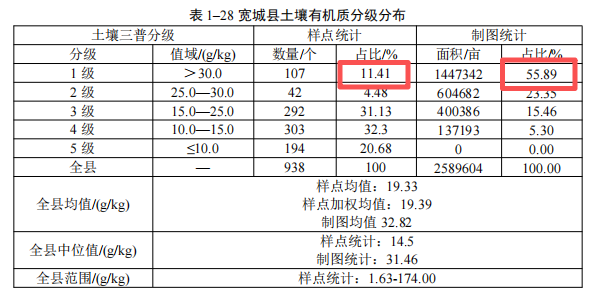 表 1–28 宽城县土壤有机质分级分布
土壤三普分级 样点统计 制图统计
分级 值域/(g/kg) 数量/个 占比/% 面积/亩 占比/%
1 级 ＞30.0 107 11.41 1447342 55.89
2 级 25.0—30.0 42 4.48 604682 23.35
3 级 15.0—25.0 292 31.13 400386 15.46
4 级 10.0—15.0 303 32.3 137193 5.30
5 级 ≤10.0 194 20.68 0 0.00
全县 — 938 100 2589604 100.00
全县均值/(g/kg) 样点均值：19.33
样点加权均值：19.39
制图均值 32.82
全县中位值/(g/kg) 样点统计：14.5
制图统计：31.46
全县范围/(g/kg) 样点统计：1.63-174.00